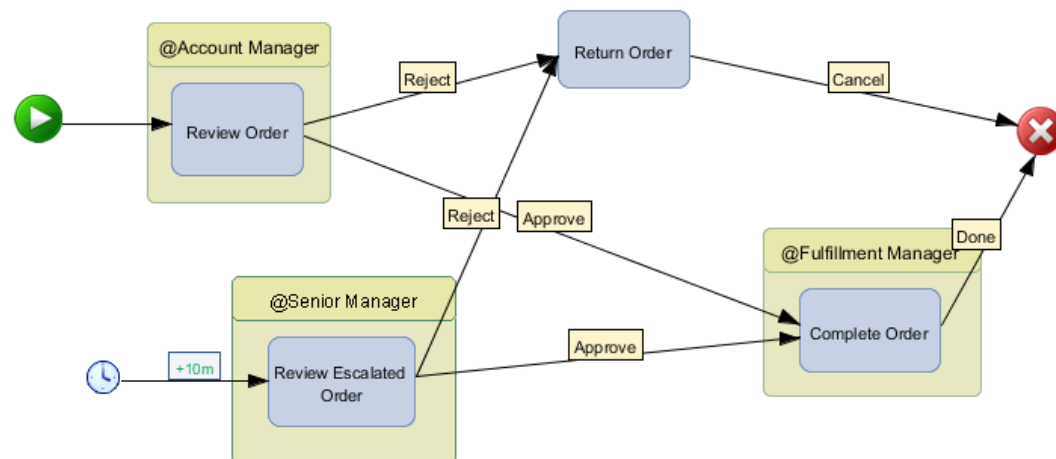 @Account Manager
Review Order
Reject
Return Order
Cancel
Reject
Approve
@Fulfillment Manager
Done
Complete Order
@Senior Manager
+10m
Review Escalated
Order
Approve